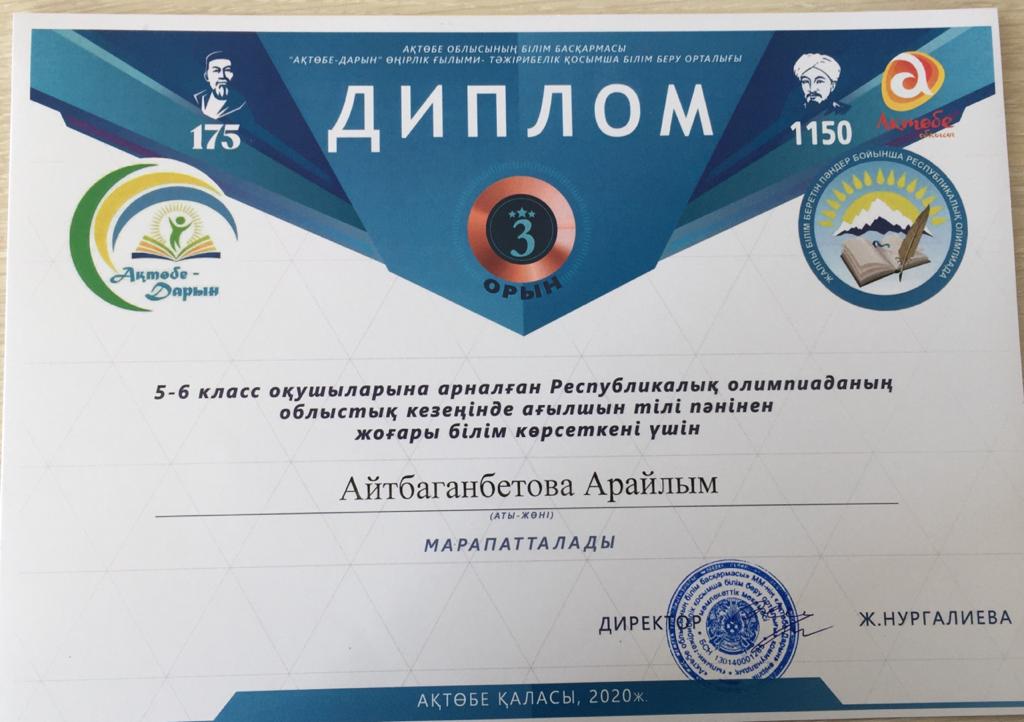 АҚТӨБЕ ОБЛЫСЫНЫҢ БІЛІМ БАСҚАРМАСЫ
"АҚТӨБЕ-ДАРЫН" ӨҢІРЛІК ҒЫЛЫМИ- ТӘЖІРИБЕЛІК ҚОСЫМША БІЛІМ БЕРУ ОРТАЛЫҒЫ
ДИПЛОМ
175
1150
Ақтөбе
облысы
Ақтөбе -
Дарын
3
ОРЫН
ЖАЛПЫ БІЛІМ БЕРЕТІН ПӘНДЕР БОЙЫНША РЕСПУБЛИКАЛЫҚ ОЛИМПИАДА
5-6 класс оқушыларына арналған Республикалық олимпиаданың
облыстық кезеңінде ағылшын тілі пәнінен
жоғары білім көрсеткені үшін
Айтбаганбетова Арайлым
(АТЫ-ЖӨНІ)
МАРАПАТТАЛАДЫ
ДИРЕКТОР
Ж.НУРГАЛИЕВА
АҚТӨБЕ ҚАЛАСЫ, 2020ж.